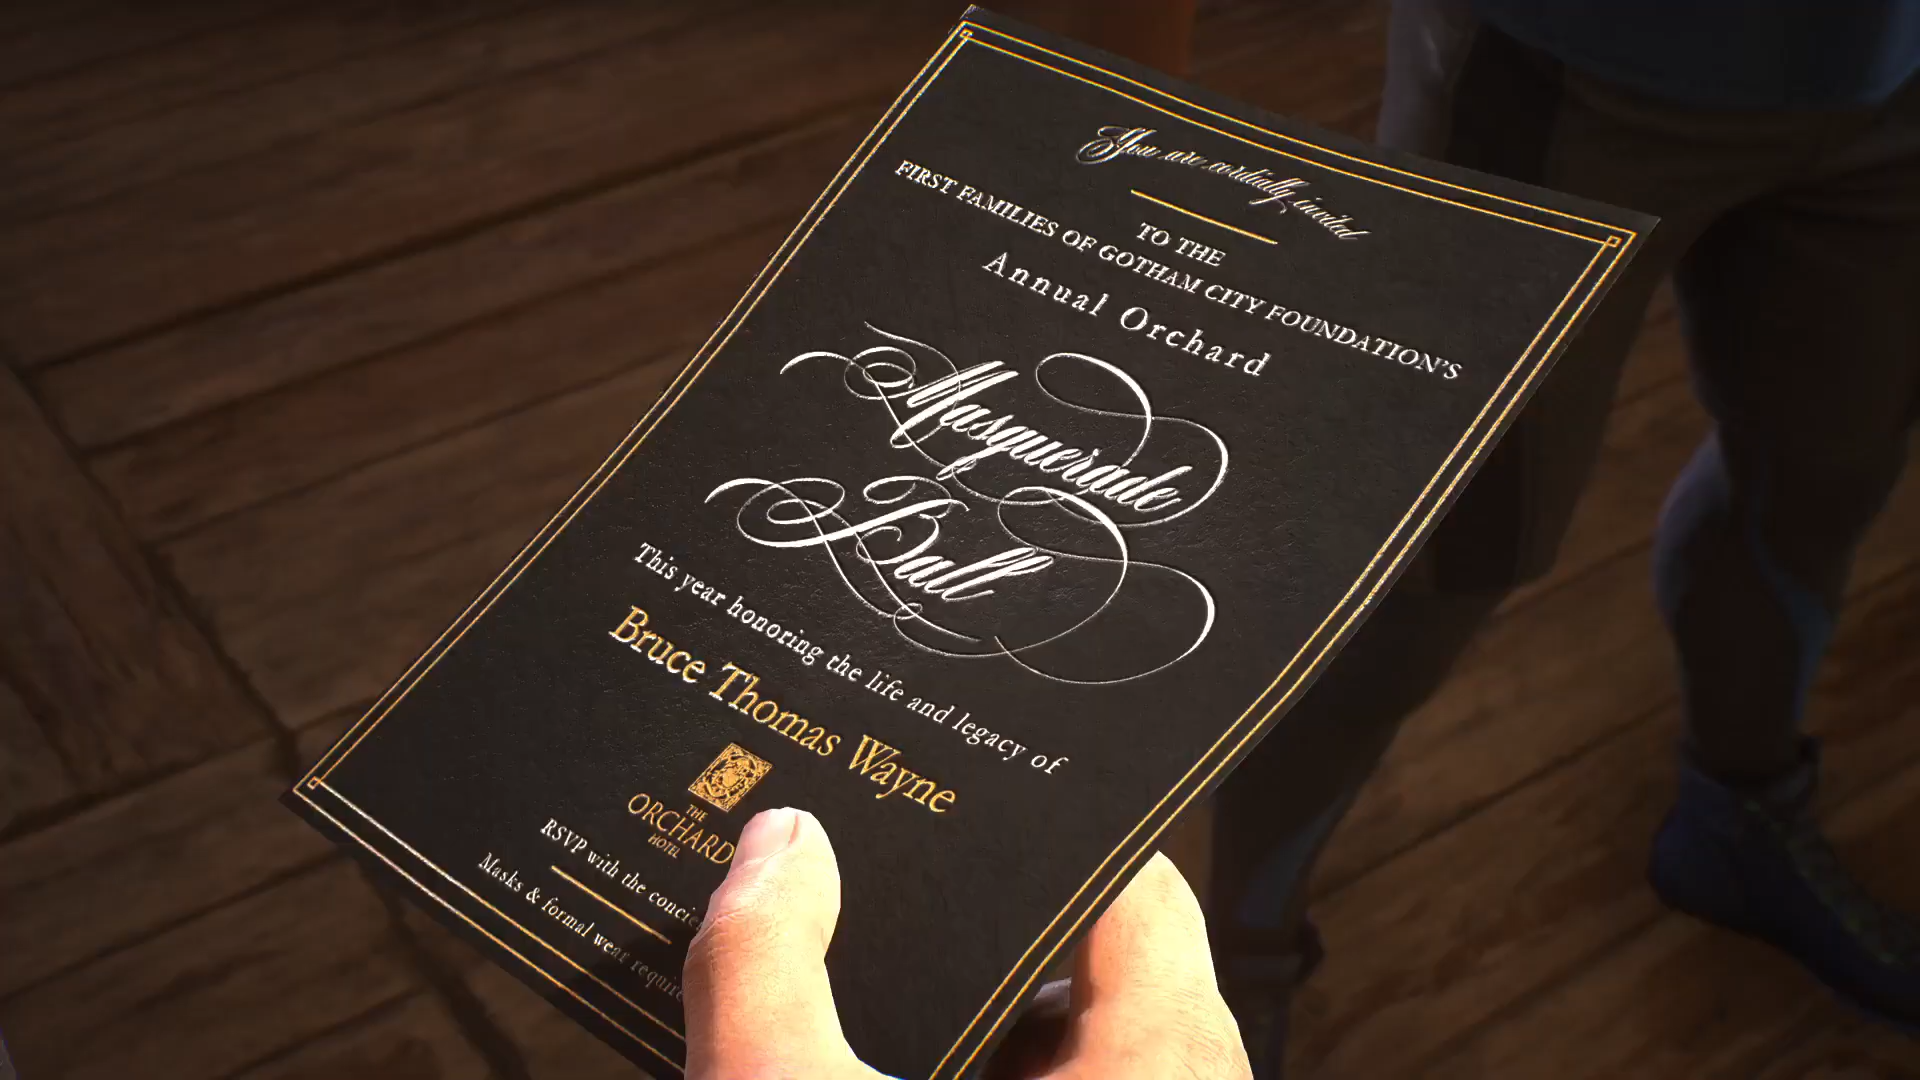 You are cordially invited
TO THE
FIRST FAMILIES OF GOTHAM CITY FOUNDATION'S
Annual Orchard
Masquerade
Ball
This year honoring the life and legacy of
Bruce Thomas Wayne
THE
ORCHARD
HOTEL
RSVP with the
Masks & formal wear